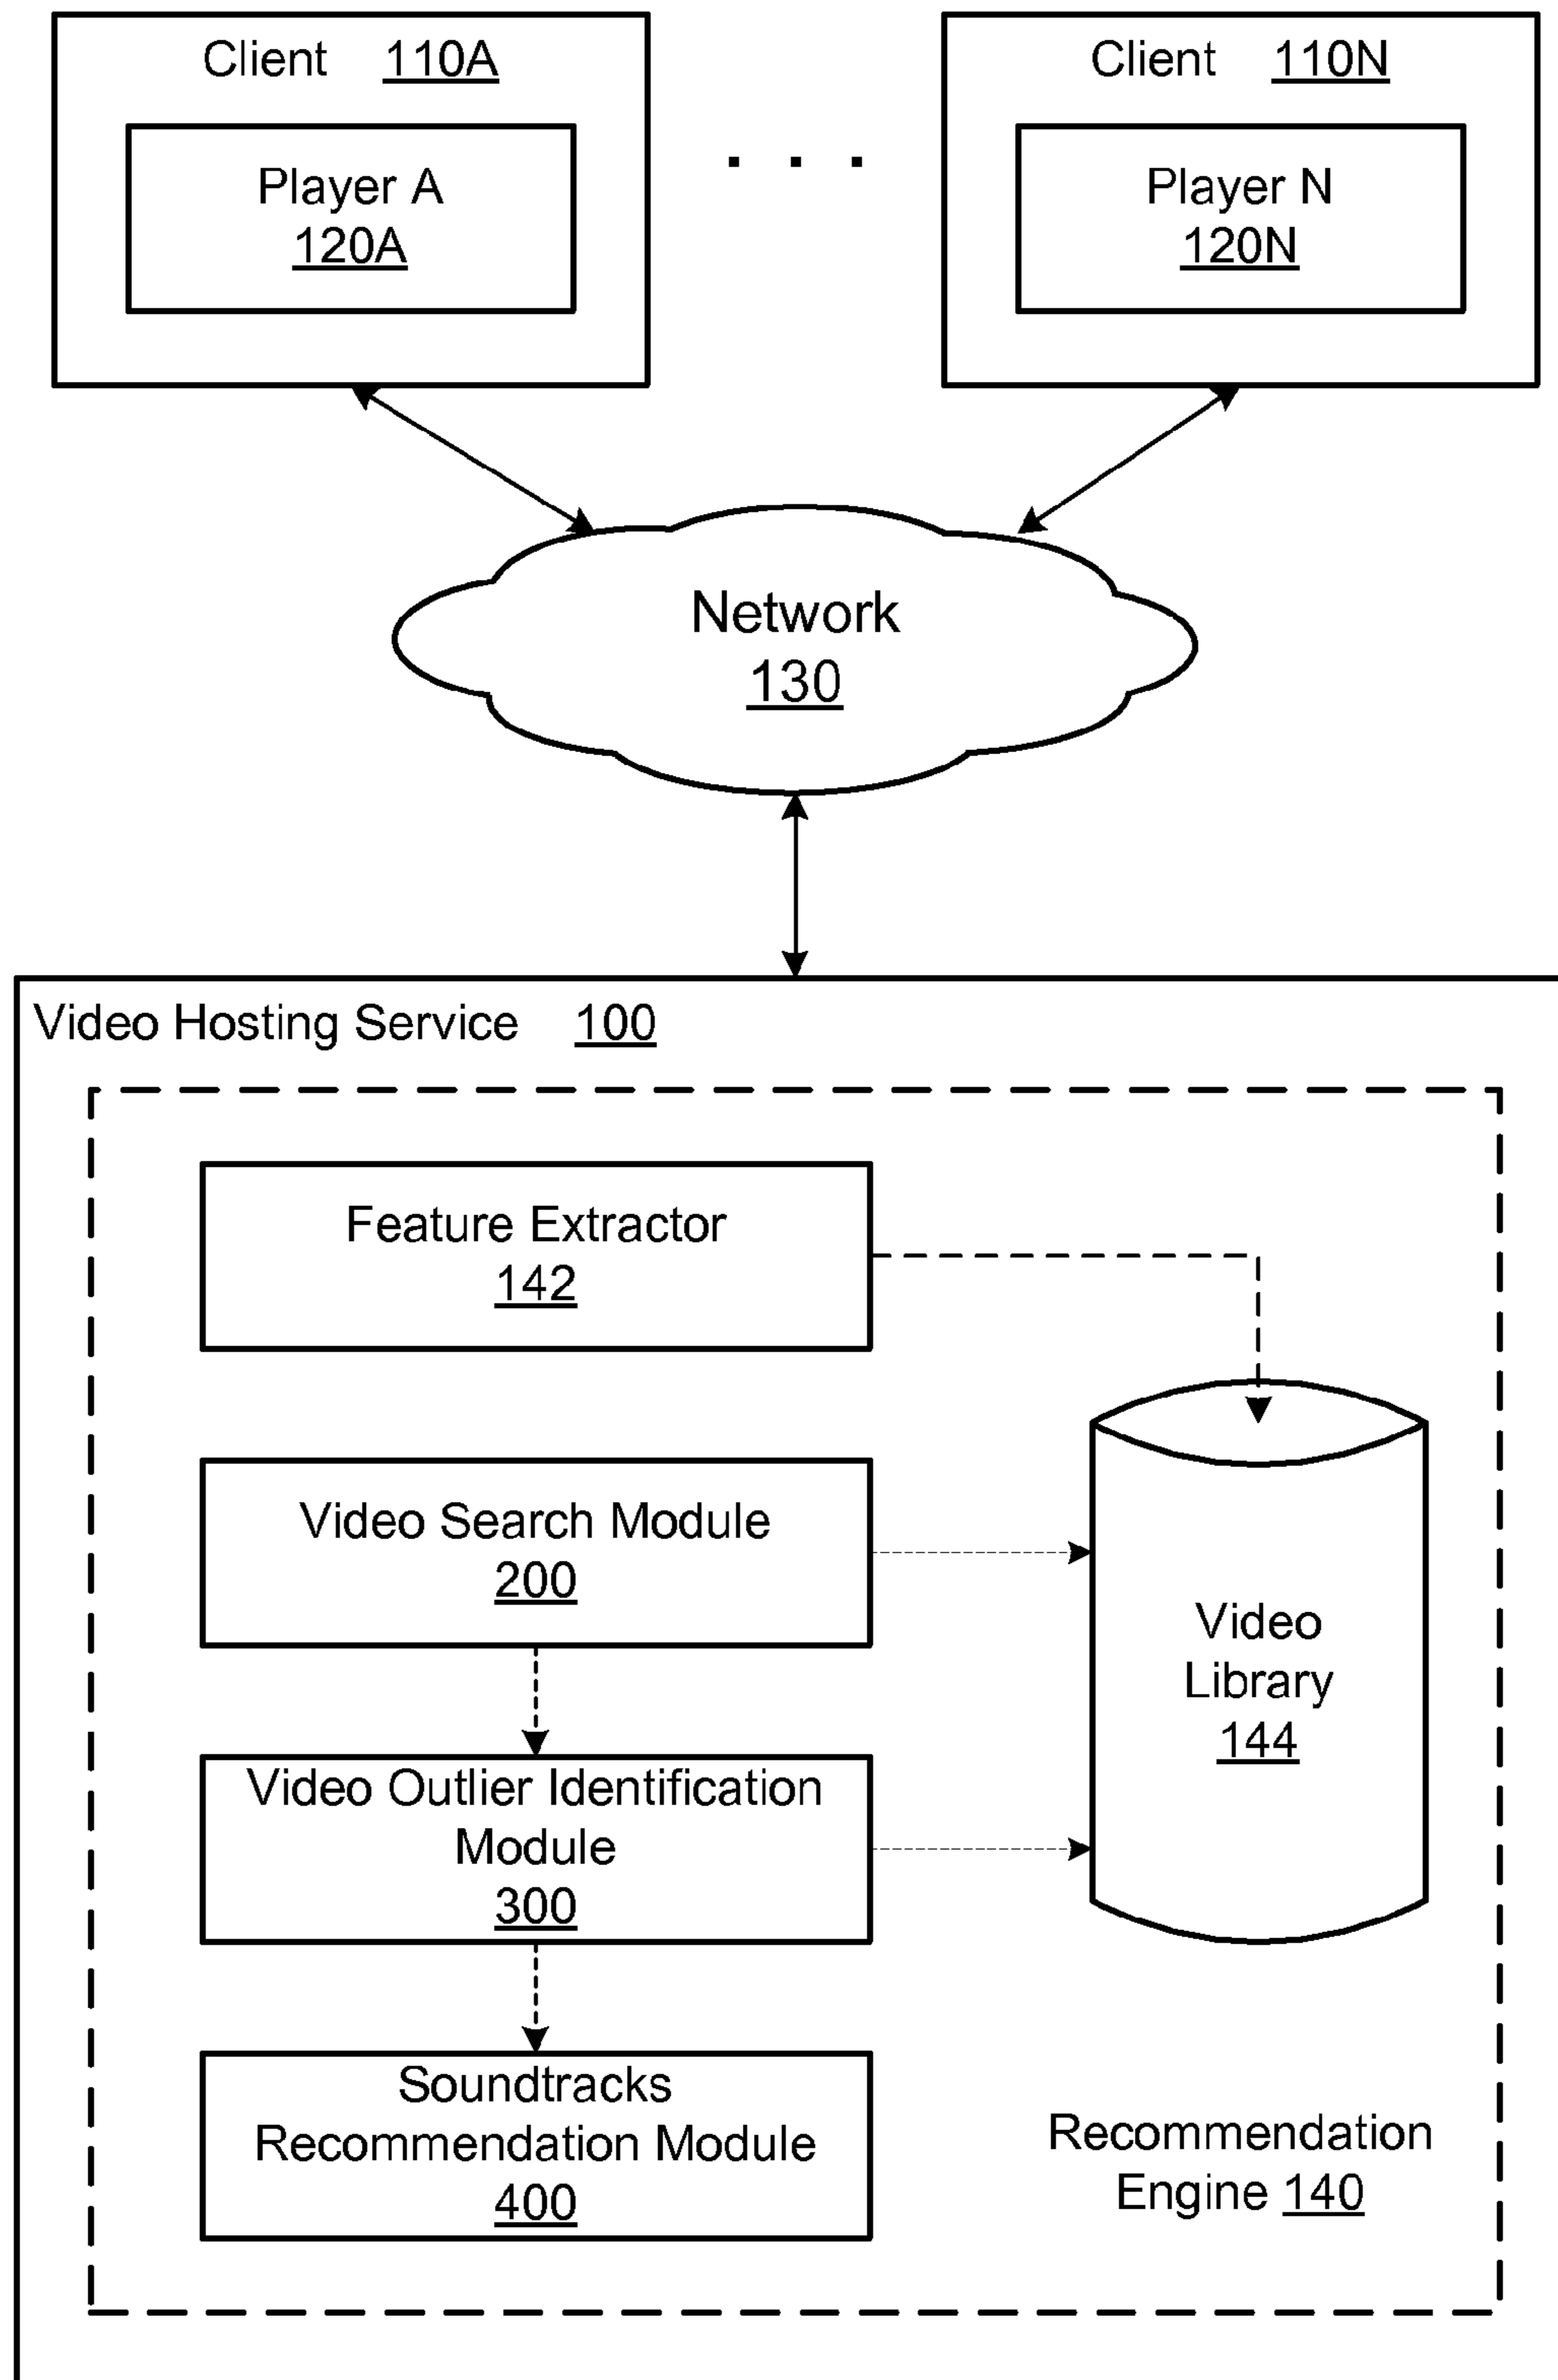 Client 110A
Player A
120A
. . .
Client 110N
Player N
120N
Network
130
Video Hosting Service 100
Feature Extractor
142
Video Search Module
200
Video Outlier Identification
Module
300
Soundtracks
Recommendation Module
400
Video
Library
144
Recommendation
Engine 140